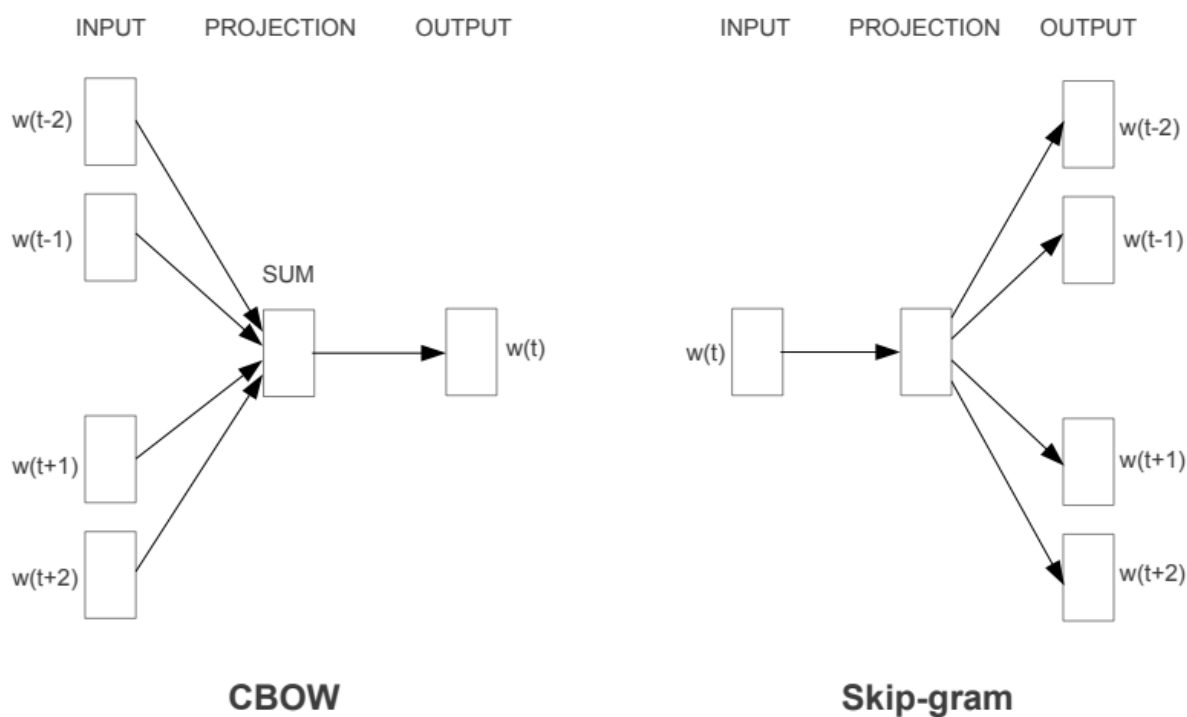 INPUT PROJECTION OUTPUT
w(t-2)
w(t-1)
SUM
w(t)
w(t+1)
w(t+2)
CBOW
INPUT PROJECTION OUTPUT
w(t-2)
w(t-1)
w(t)
w(t+1)
w(t+2)
Skip-gram